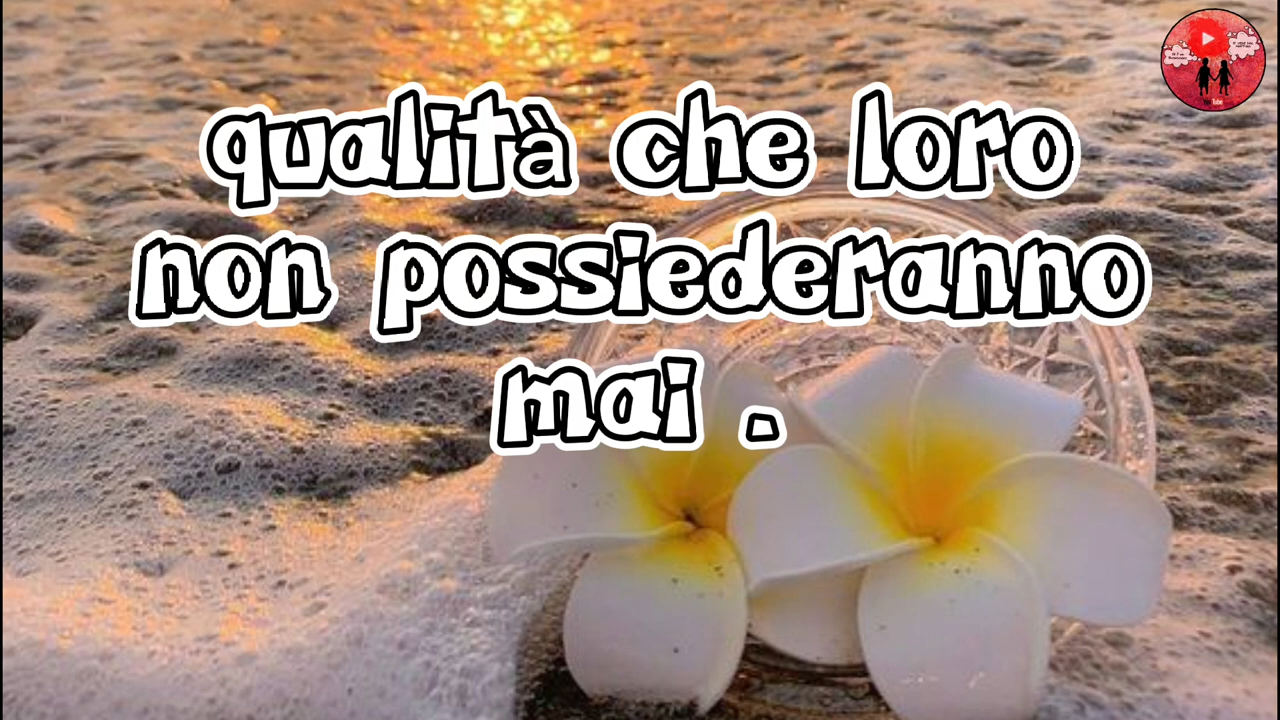 qualità che loro
non possiederanno
mai .